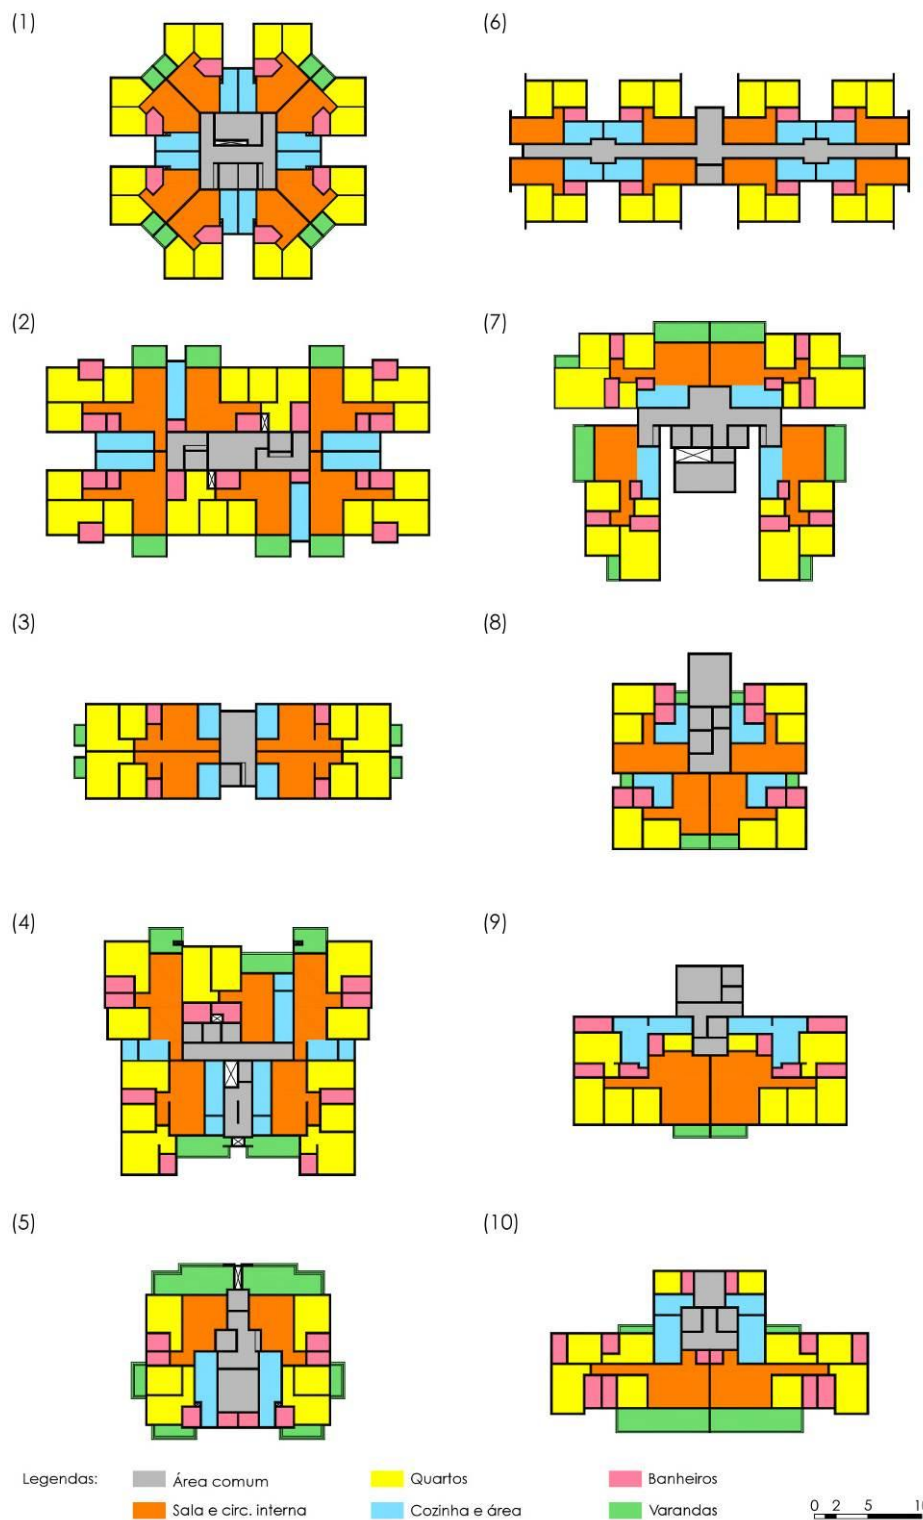 (1)
(6)
(2)
(7)
(3)
(8)
(4)
(9)
(5)
(10)
Legendas:
Área comum
Quartos
Banheiros
Sala e circ. interna
Cozinha e área
Varandas
0 2 5 10